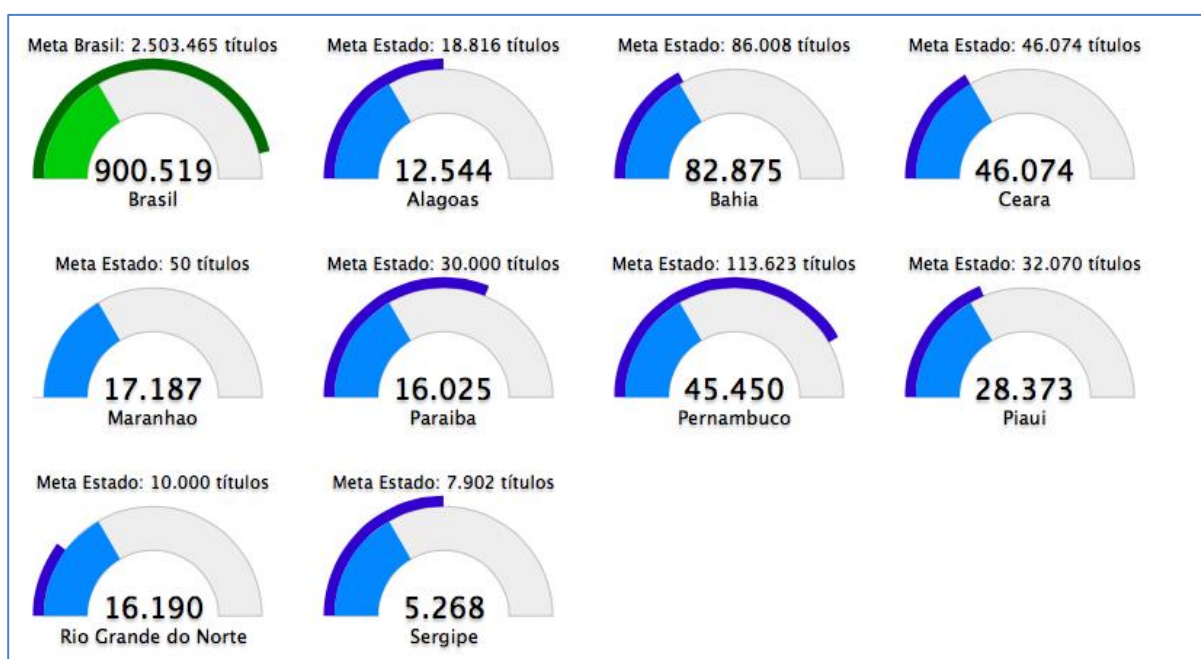 Meta Brasil: 2.503.465 títulos
900.519
Brasil
Meta Estado: 18.816 títulos
12.544
Alagoas
Meta Estado: 86.008 títulos
82.875
Bahia
Meta Estado: 46.074 títulos
46.074
Ceara
Meta Estado: 50 títulos
17.187
Maranhao
Meta Estado: 30.000 títulos
16.025
Paraiba
Meta Estado: 113.623 títulos
45.450
Pernambuco
Meta Estado: 32.070 títulos
28.373
Piaui
Meta Estado: 10.000 títulos
16.190
Rio Grande do Norte
Meta Estado: 7.902 títulos
5.268
Sergipe